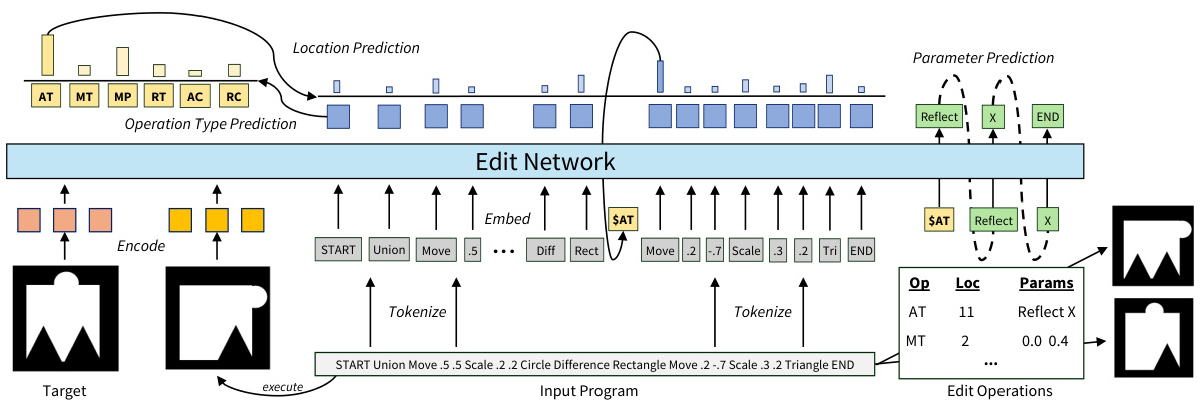 Location Prediction
Parameter Prediction
AT MT MP RT AC RC
Operation Type Prediction
Reflect X END
Edit Network
Encode
Embed
$AT
$AT Reflect X
START Union Move .5 ... Diff Rect Move .2 -.7 Scale .3 .2 Tri END
Tokenize Tokenize
Op Loc Params
AT 11 Reflect X
MT 2 0.0 0.4
...
START Union Move .5 .5 Scale .2 .2 Circle Difference Rectangle Move .2 -.7 Scale .3 .2 Triangle END
execute
Target
Input Program
Edit Operations